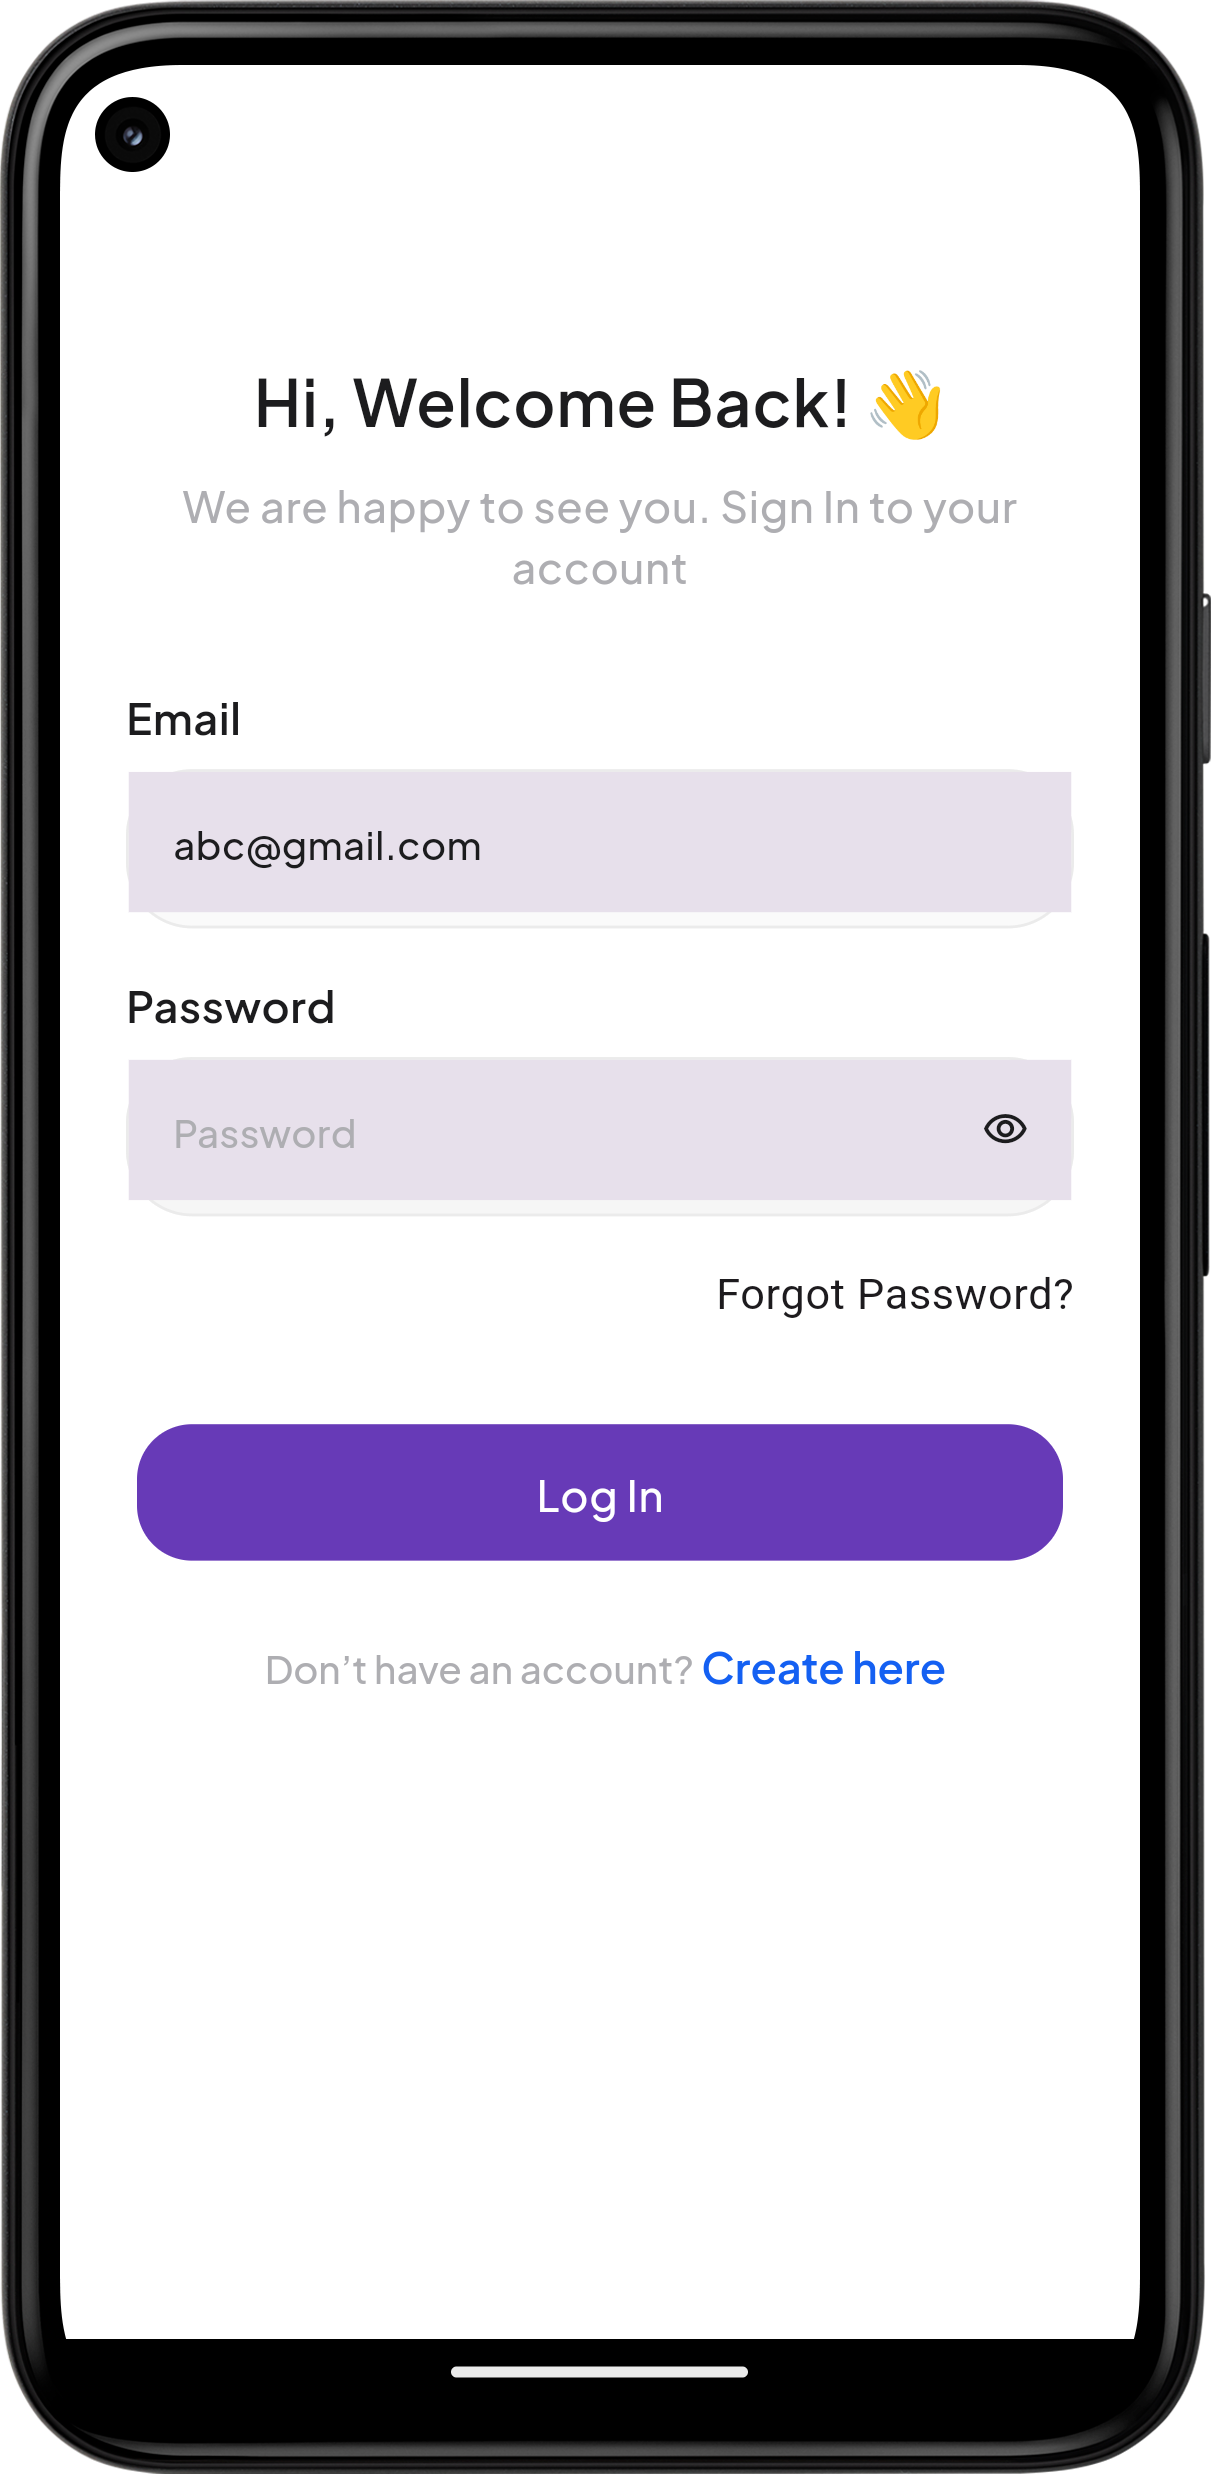 Hi, Welcome Back! 👋
We are happy to see you. Sign In to your
account
Email
abc@gmail.com
Password
Password
Forgot Password?
Log In
Don’t have an account? Create here